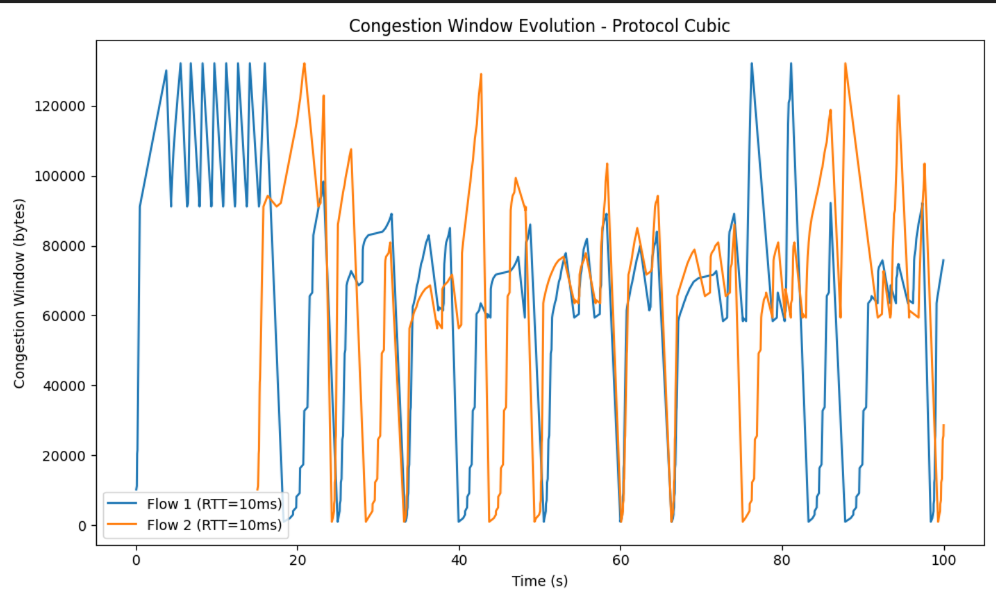 Congestion Window Evolution - Protocol Cubic
Congestion Window (bytes)
120000
100000
80000
60000
40000
20000
0
Flow 1 (RTT=10ms)
Flow 2 (RTT=10ms)
0 20 40 60 80 100
Time (s)